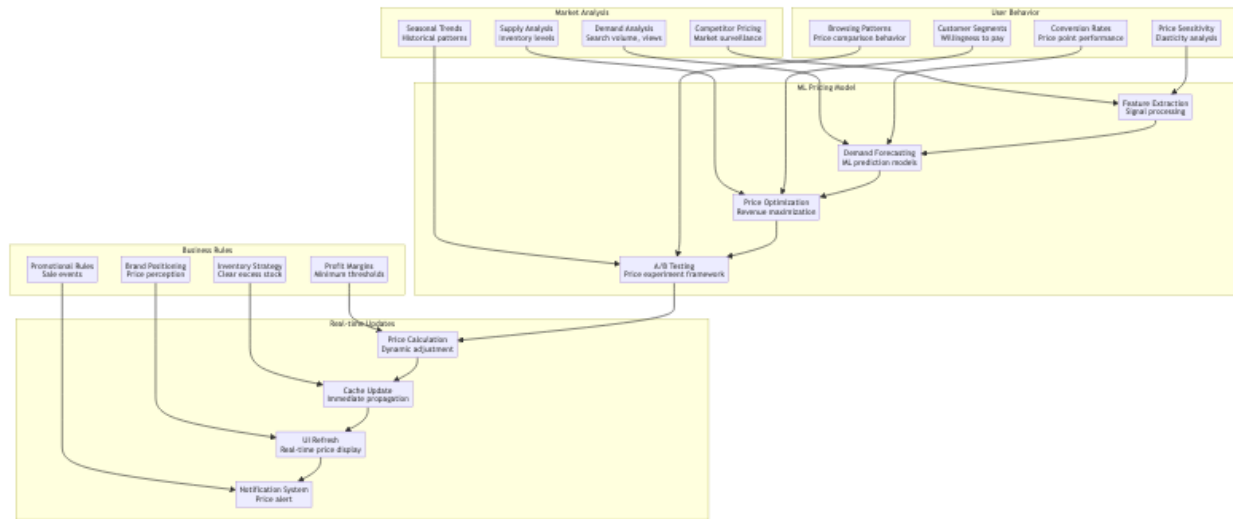 Market Analysis
User Behavior
Seasonal Trends
Historical patterns
Supply Analysis
Inventory levels
Demand Analysis
Search volume, views
Competitor Pricing
Market surveillance
Browsing Patterns
Price comparison behavior
Customer Segments
Willingness to pay
Conversion Rates
Price point performance
Price Sensitivity
Elasticity analysis
ML Pricing Model
Feature Extraction
Signal processing
Demand Forecasting
ML prediction models
Price Optimization
Revenue maximization
A/B Testing
Price experiment framework
Business Rules
Promotional Rules
Sale events
Brand Positioning
Price perception
Inventory Strategy
Clear excess stock
Profit Margins
Minimum thresholds
Real-time Updates
Price Calculation
Dynamic adjustment
Cache Update
Immediate propagation
UI Refresh
Real-time price display
Notification System
Price alert